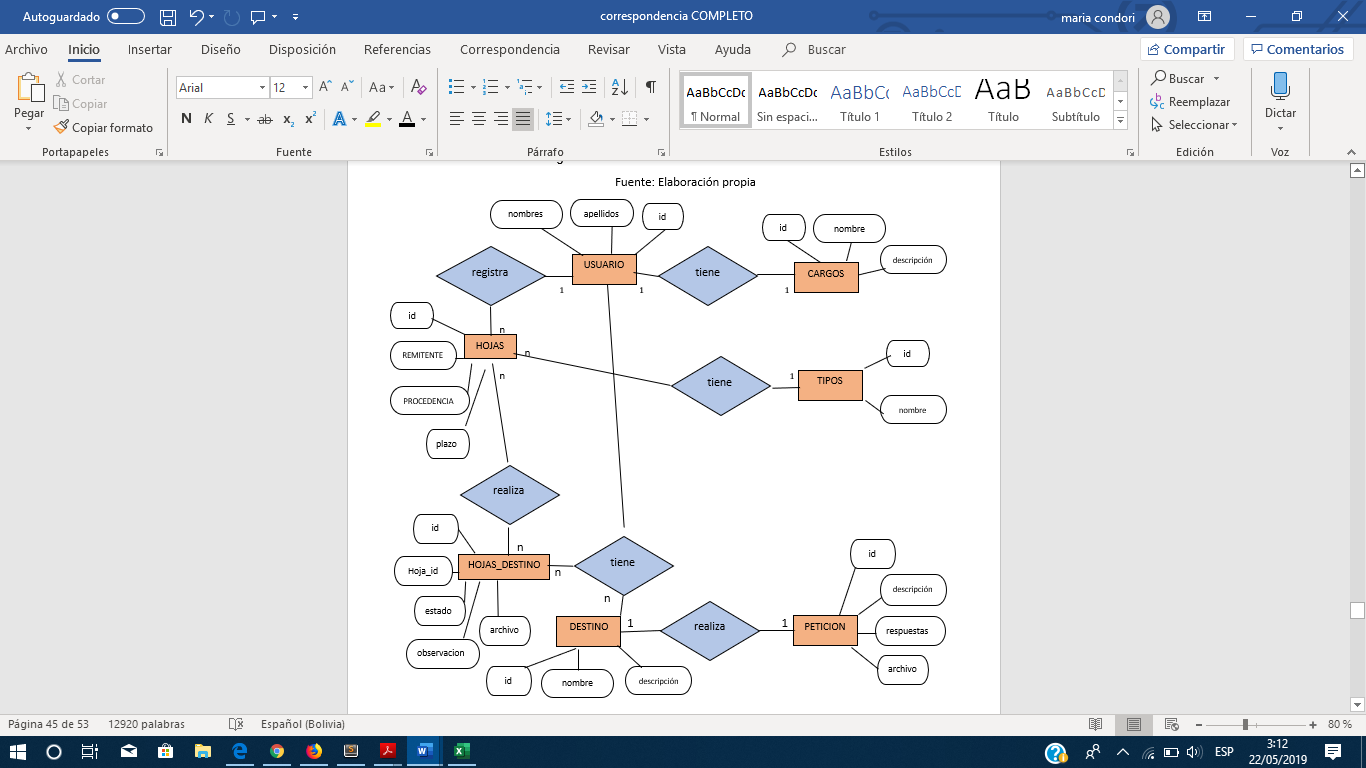 Autoguardado
correspondencia COMPLETO
maria condori
Archivo Inicio Insertar Diseño Disposición Referencias Correspondencia Revisar Vista Ayuda Buscar
Compartir Comentarios
Pegar
Cortar
Copiar
Copiar formato
Portapapeles
Arial 12
Aa
N K S ab x₂ x²
A A
Fuente
Párrafo
AaBbCcDc AaBbCcDc AaBbCc AaBbCcD AaB AaBbCcD
¶ Normal Sin espaci... Título 1 Título 2 Título Subtítulo
Estilos
Buscar
Reemplazar
Seleccionar
Edición
Dictar
Voz
Fuente: Elaboración propia
nombres apellidos id
id nombre
descripción
registra
USUARIO
tiene
CARGOS
1 1 1
id
n
HOJAS
REMITENTE
n
n
PROCEDENCIA
plazo
tiene
1
TIPOS
id
nombre
realiza
id
n
HOJAS_DESTINO
n
tiene
Hoja_id
estado
archivo
observacion
n
DESTINO
1
realiza
1
PETICION
id
descripción
respuestas
archivo
id nombre descripción
Página 45 de 53 12920 palabras Español (Bolivia)
80 %
ESP
3:12
22/05/2019